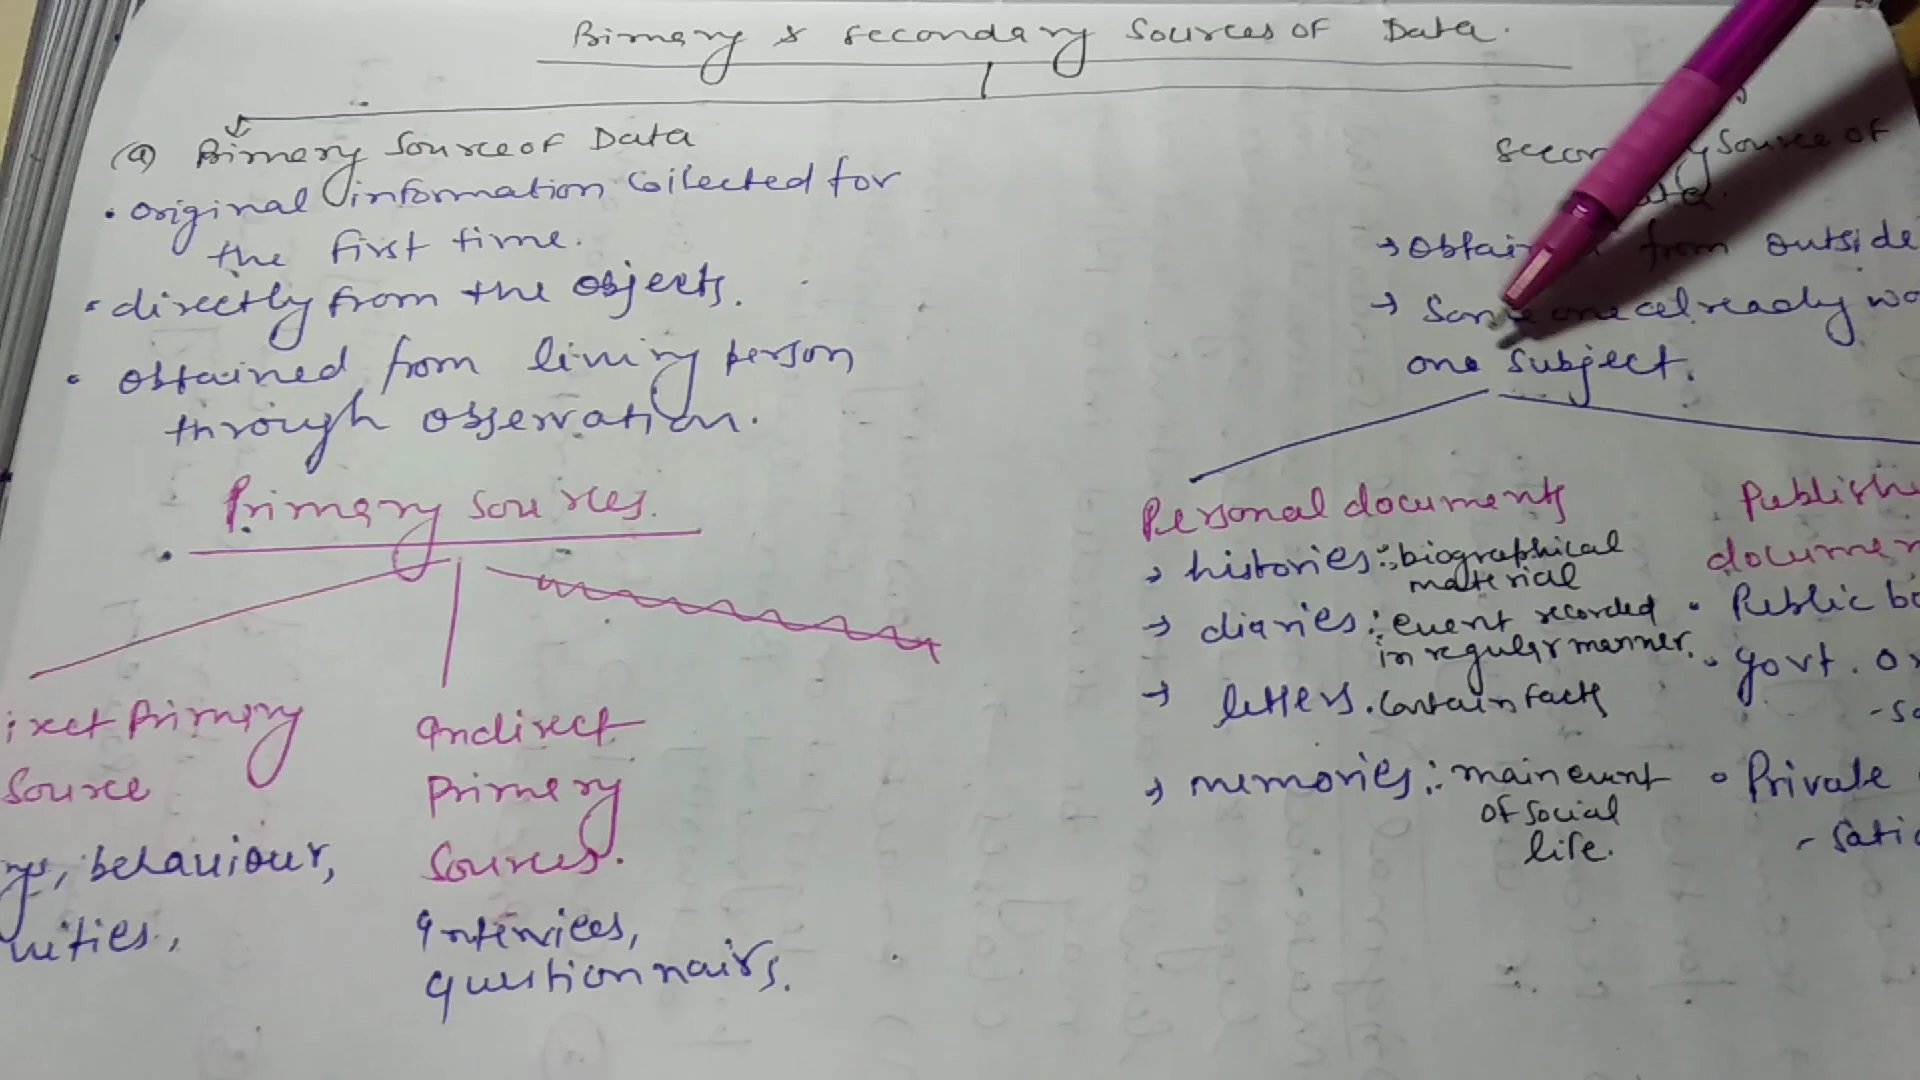 Primary & secondary Sources of Data.
(a) Primary Source of Data
• original information collected for
the first time.
• directly from the objects.
• obtained from living person
through observation.
Primary Sources.
Primary
Source
behaviour,
Indirect
Primary
Sources.
questionnairs.
Source of
→ obtain from outside
→ Someone already
one subject.
Personal documents
→ histories: biographical
material
→ diaries: event recorded
in regular manner.
→ letters. Contain facts
→ memories: main event
of social
life.
• Public
• govt.
• Private